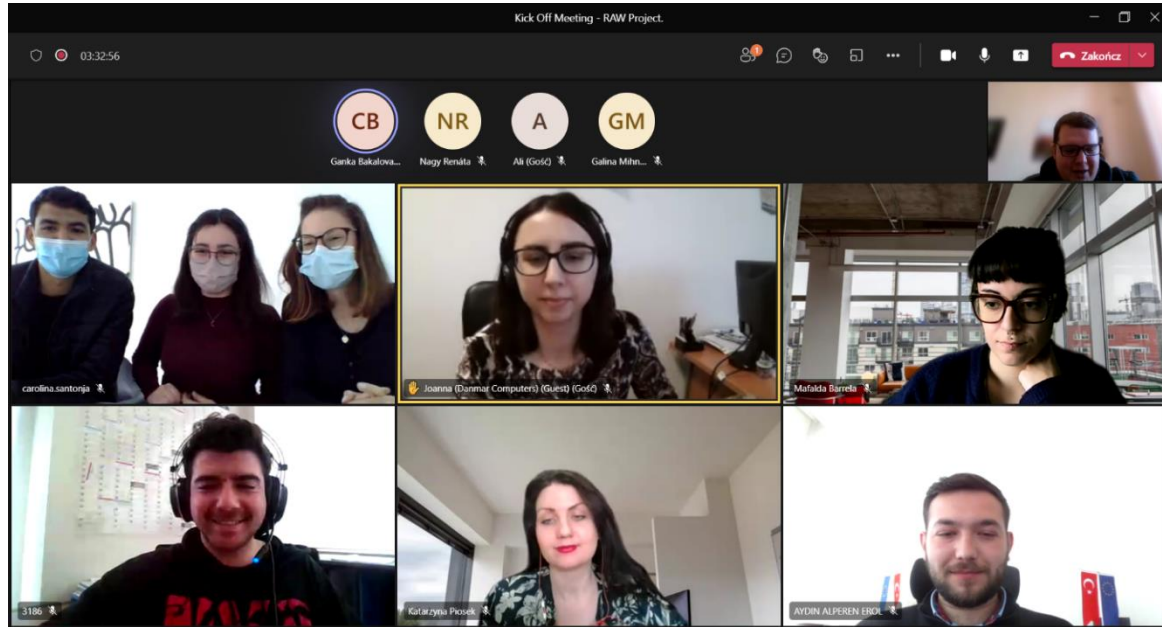 Kick Off Meeting - RAW Project.
03:32:56
1
Zakończ
CB
NR
A
GM
Ganka Bakalova...
Nagy Renáta
Ali (Gość)
Galina Mihn...
carolina.santonja
Joanna (Danmar Computers) (Guest) (Gość)
Mafalda Barrela
3186
Katarzyna Piosek
AYDIN ALPEREN EROL